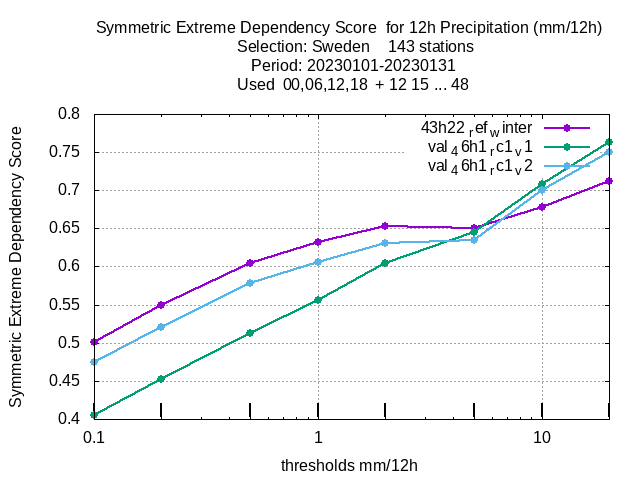 Symmetric Extreme Dependency Score for 12h Precipitation (mm/12h)
Selection: Sweden 143 stations
Period: 20230101-20230131
Used 00,06,12,18 + 12 15 ... 48
43h22 ref winter
val 46h1 rc1 v1
val 46h1 rc1 v2
Symmetric Extreme Dependency Score
0.8
0.75
0.7
0.65
0.6
0.55
0.5
0.45
0.4
0.1 1 10
thresholds mm/12h